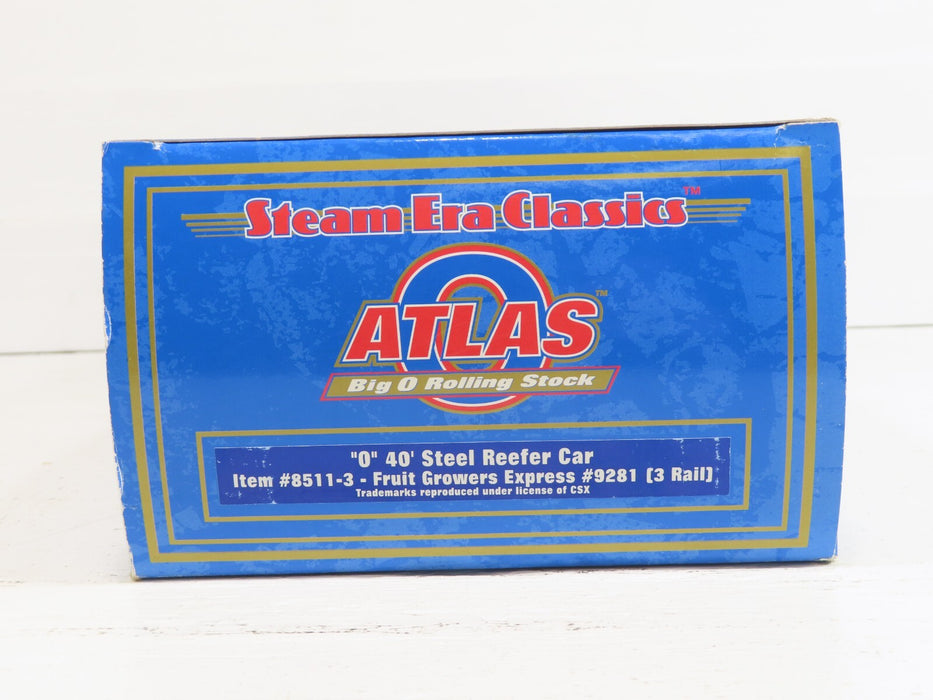 Steam Era Classics™
O
ATLAS™
Big O Rolling Stock
"O" 40' Steel Reefer Car
Item #8511-3 - Fruit Growers Express #9281 [3 Rail]
Trademarks reproduced under license of CSX